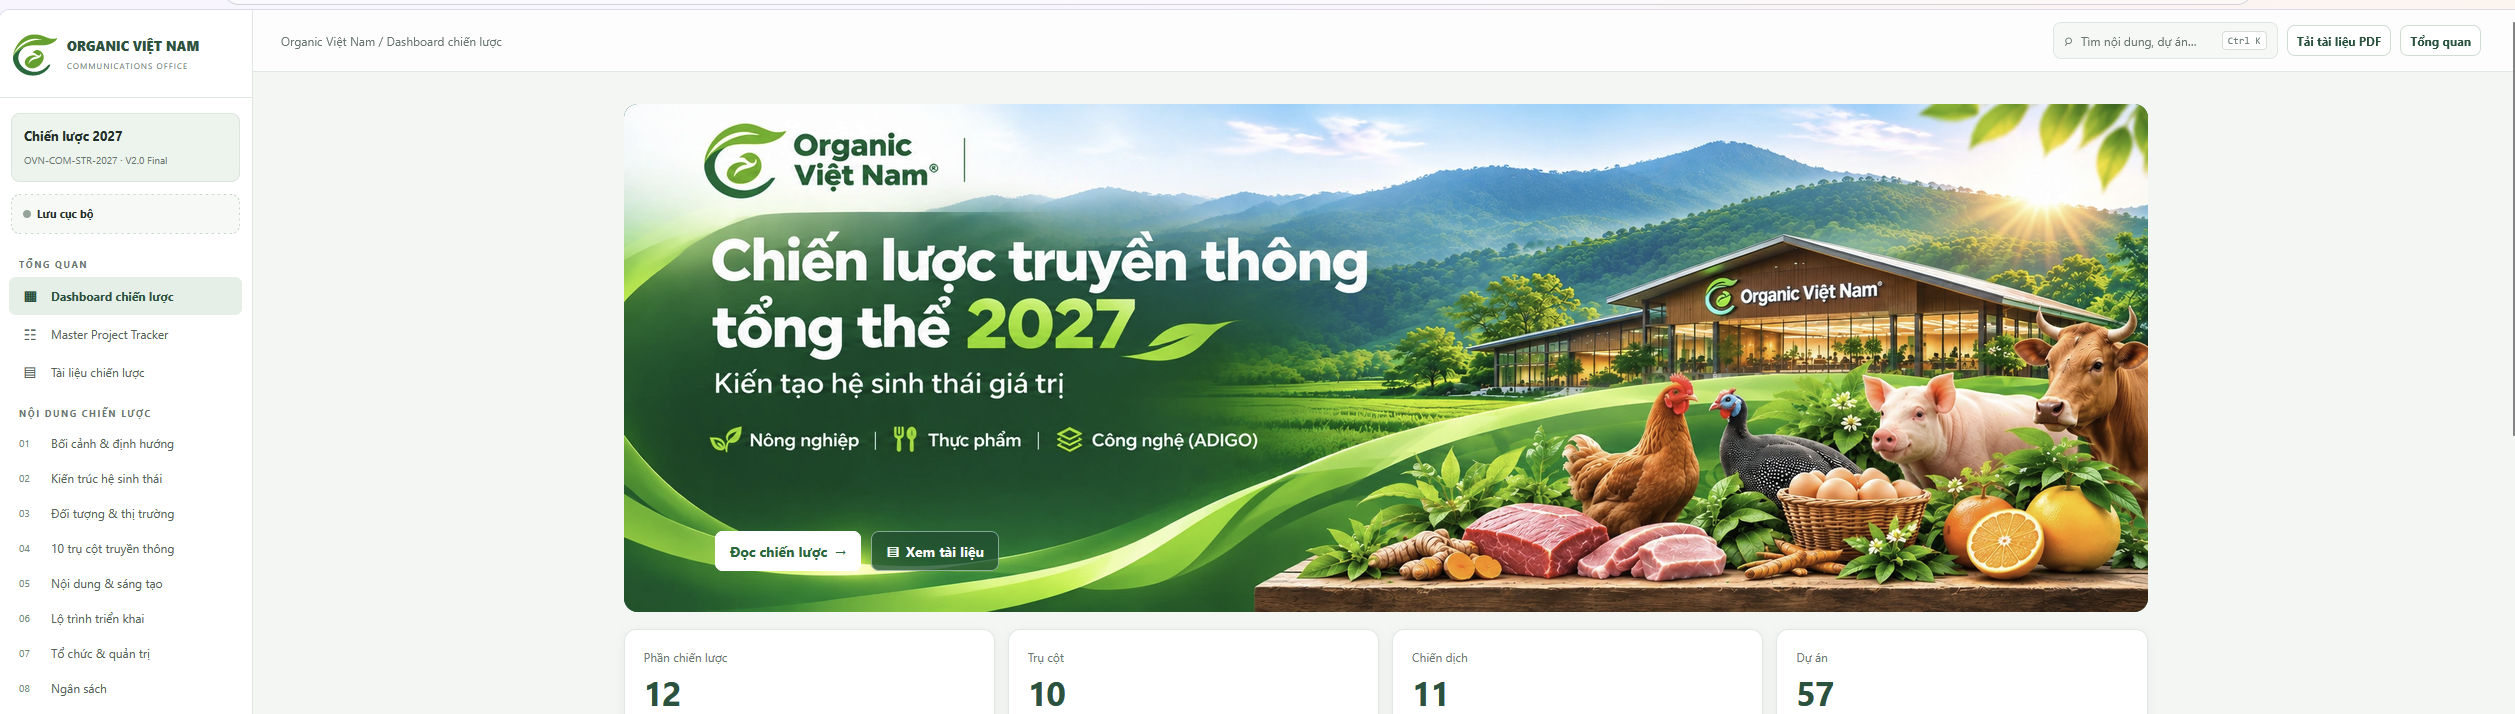 ORGANIC VIỆT NAM
COMMUNICATIONS OFFICE
Chiến lược 2027
OVN-COM-STR-2027 · V2.0 Final
Lưu cục bộ
TỔNG QUAN
Dashboard chiến lược
Master Project Tracker
Tài liệu chiến lược
NỘI DUNG CHIẾN LƯỢC
01 Bối cảnh & định hướng
02 Kiến trúc hệ sinh thái
03 Đối tượng & thị trường
04 10 trụ cột truyền thông
05 Nội dung & sáng tạo
06 Lộ trình triển khai
07 Tổ chức & quản trị
08 Ngân sách
Organic Việt Nam / Dashboard chiến lược
Tìm nội dung, dự án... Ctrl K
Tải tài liệu PDF
Tổng quan
Organic
Việt Nam®
Chiến lược truyền thông
tổng thể 2027
Kiến tạo hệ sinh thái giá trị
Nông nghiệp | Thực phẩm | Công nghệ (ADIGO)
Organic Việt Nam®
Đọc chiến lược →
Xem tài liệu
Phần chiến lược
12
Trụ cột
10
Chiến dịch
11
Dự án
57